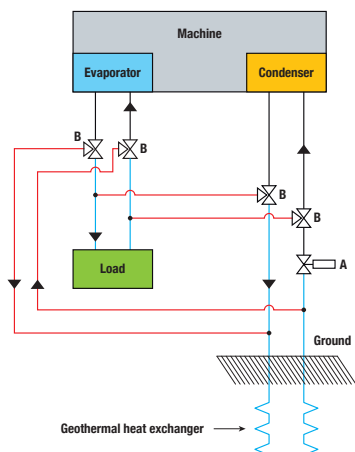 Machine
Evaporator
Condenser
B
B
B
B
A
Load
Ground
Geothermal heat exchanger